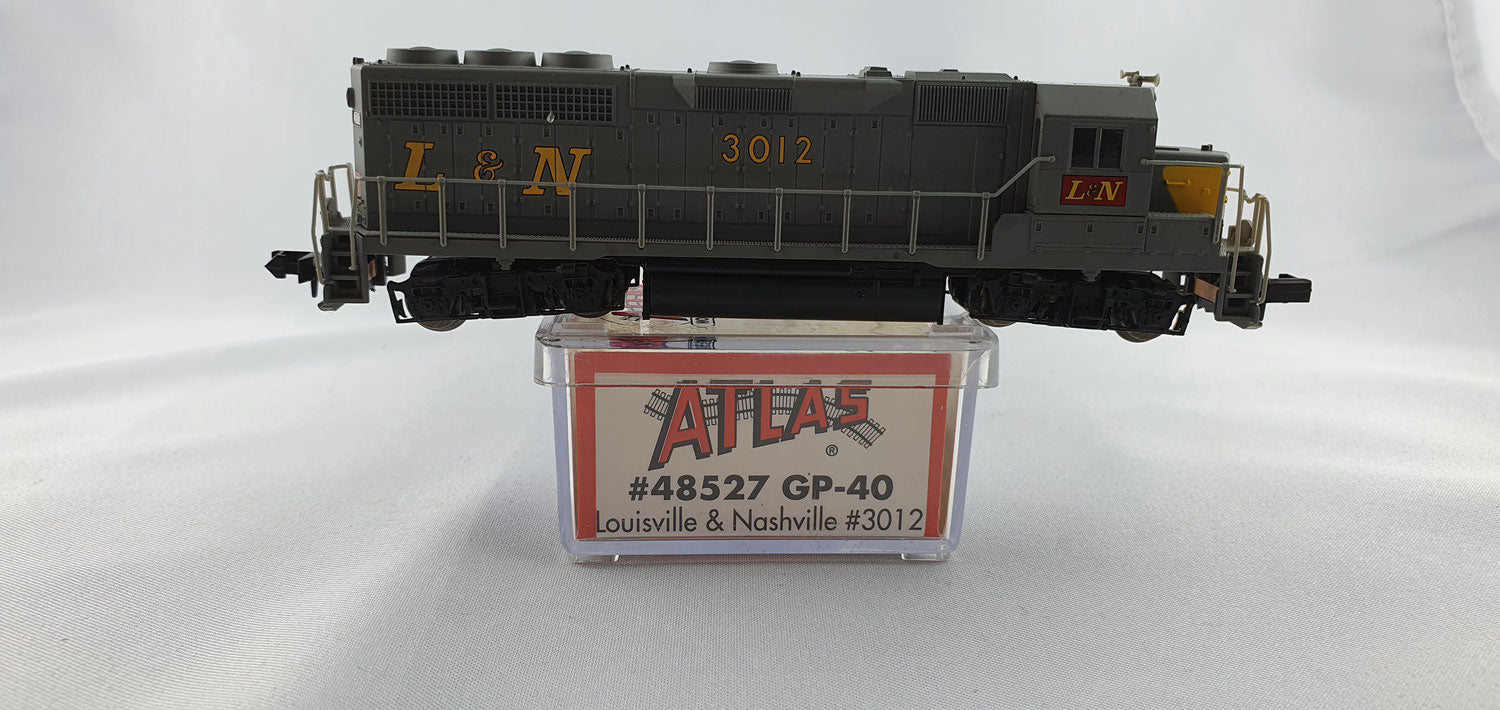 L & N
3012
L&N
ATLAS
®
#48527 GP-40
Louisville & Nashville #3012